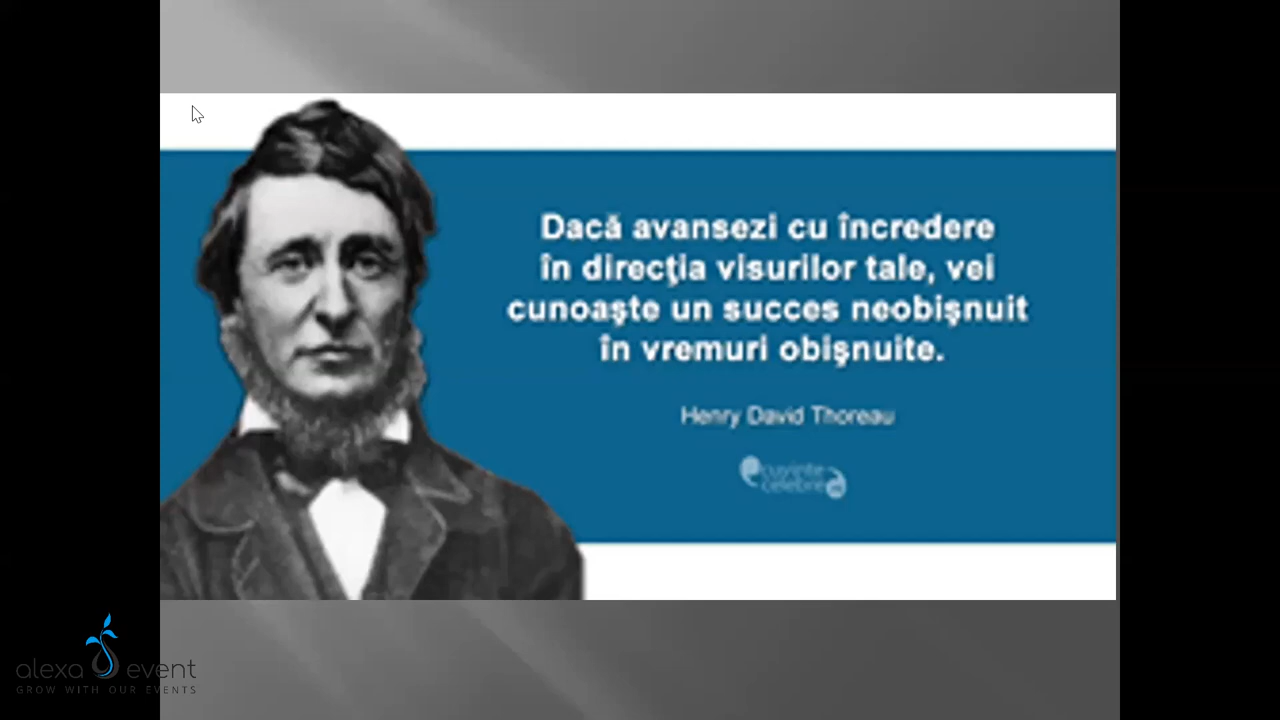 Dacă avansezi cu încredere
în direcţia visurilor tale, vei
cunoaşte un succes neobişnuit
în vremuri obişnuite.
Henry David Thoreau
cuvinte
celebre
alexa event
GROW WITH OUR EVENTS